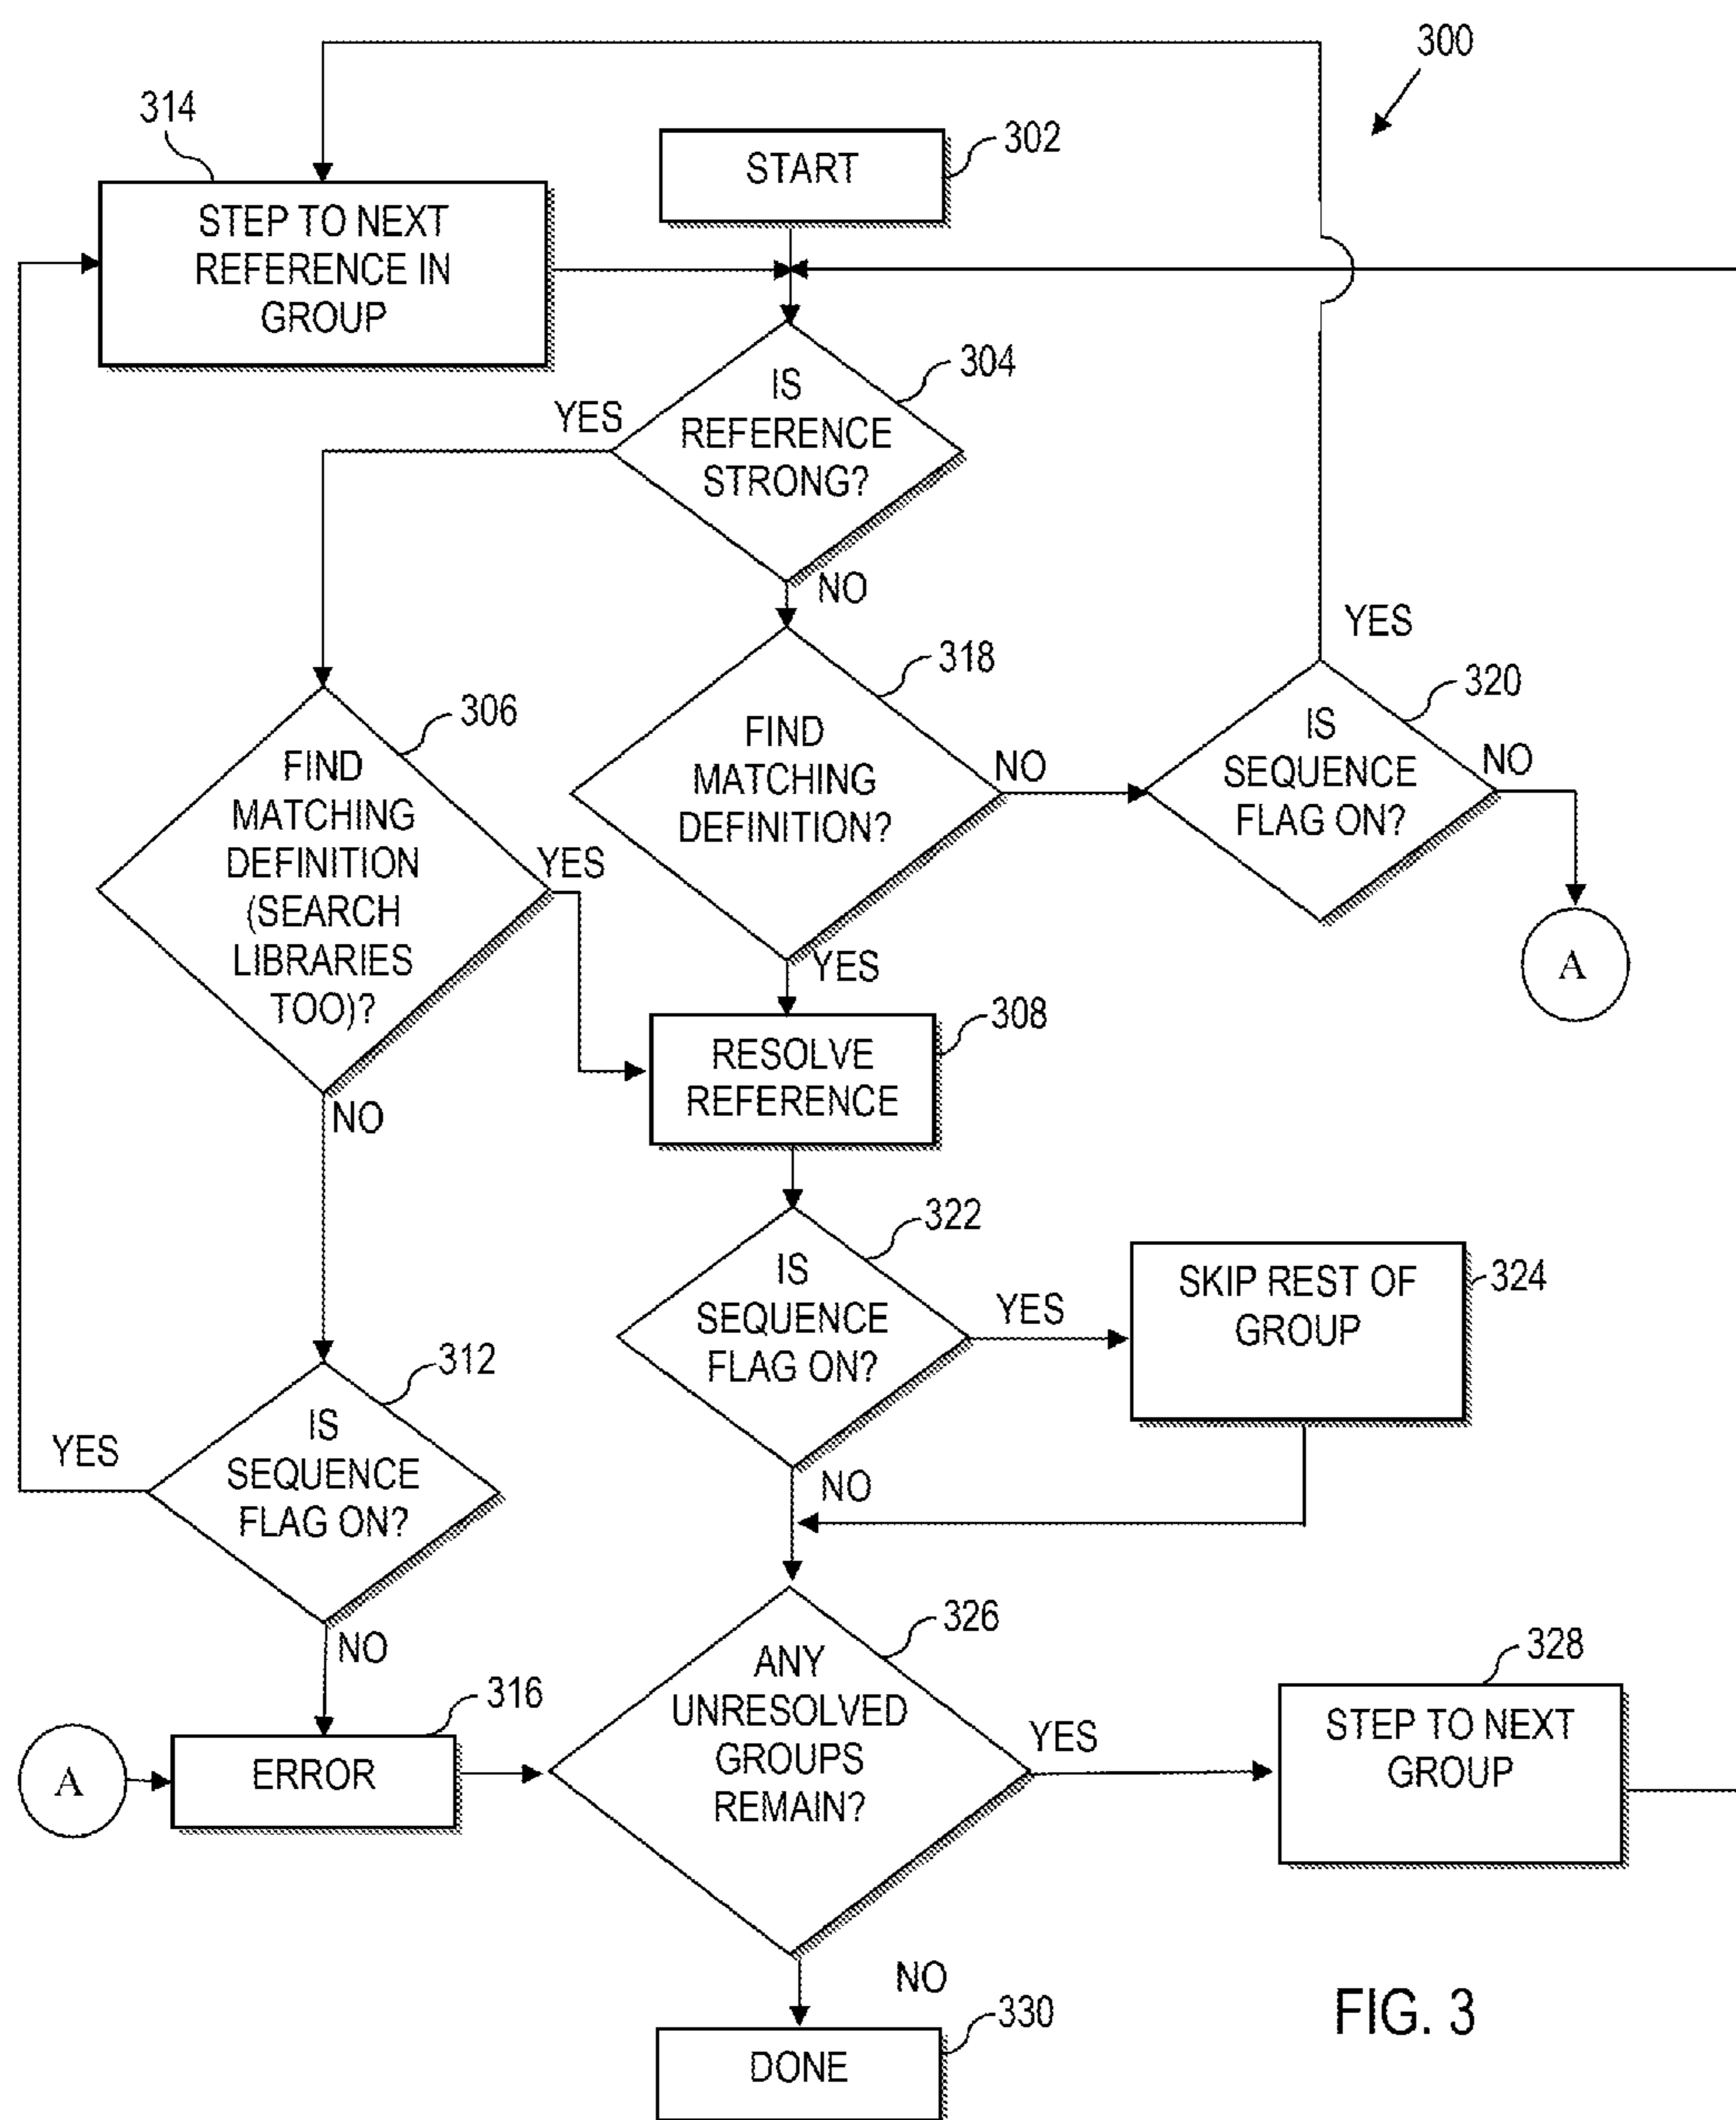 300
314
302
START
STEP TO NEXT
REFERENCE IN
GROUP
304
IS
REFERENCE
STRONG?
YES
NO
YES
306
FIND
MATCHING
DEFINITION
(SEARCH
LIBRARIES
TOO)?
YES
NO
318
FIND
MATCHING
DEFINITION?
NO
YES
320
IS
SEQUENCE
FLAG ON?
NO
A
308
RESOLVE
REFERENCE
322
IS
SEQUENCE
FLAG ON?
YES
NO
324
SKIP REST OF
GROUP
312
IS
SEQUENCE
FLAG ON?
YES
NO
A
316
ERROR
326
ANY
UNRESOLVED
GROUPS
REMAIN?
YES
NO
328
STEP TO NEXT
GROUP
330
DONE
FIG. 3